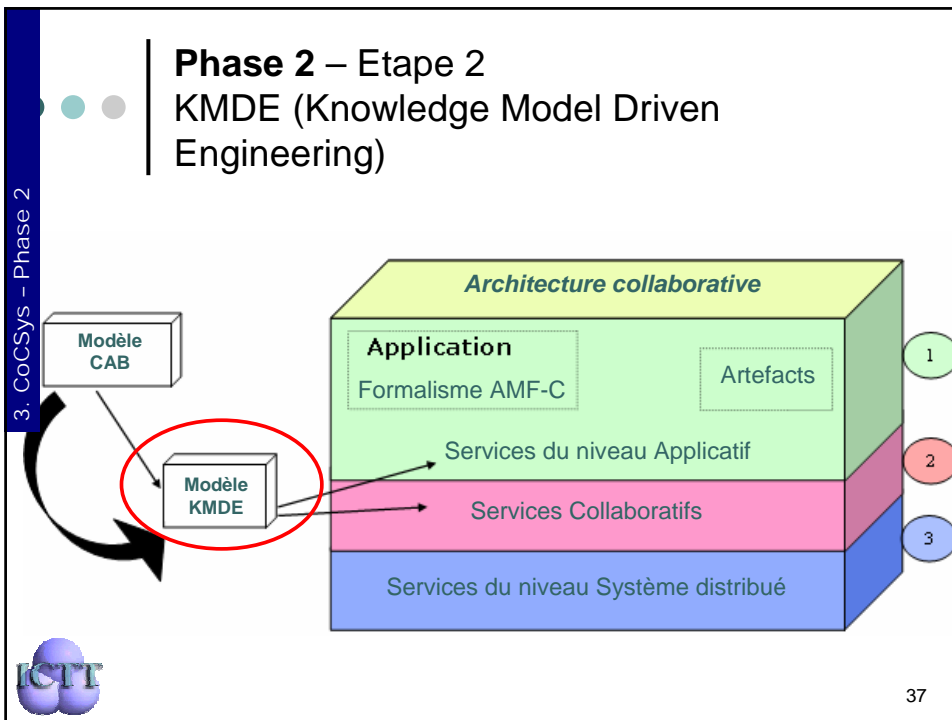 Phase 2 – Etape 2
KMDE (Knowledge Model Driven
Engineering)
3. CoCSys – Phase 2
Modèle
CAB
Modèle
KMDE
Architecture collaborative
Application
Formalisme AMF-C
Artefacts
Services du niveau Applicatif
Services Collaboratifs
Services du niveau Système distribué
1
2
3
ICTT
37